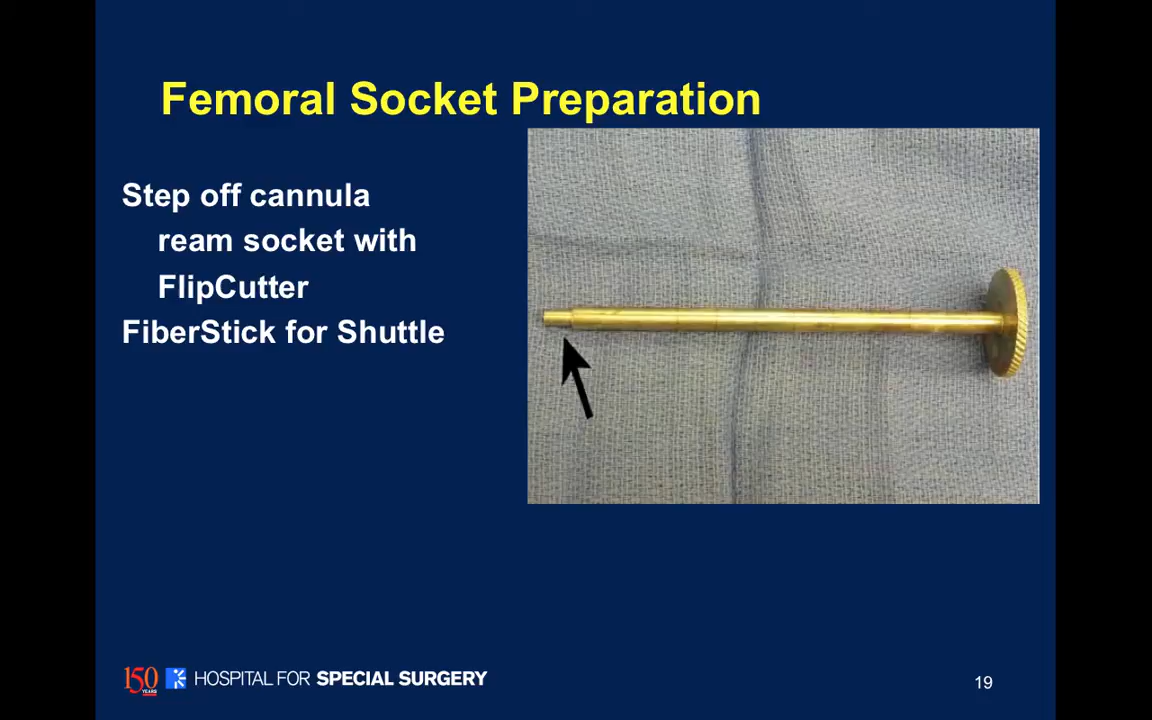 Femoral Socket Preparation
Step off cannula
ream socket with
FlipCutter
FiberStick for Shuttle
150 YEARS HOSPITAL FOR SPECIAL SURGERY
19